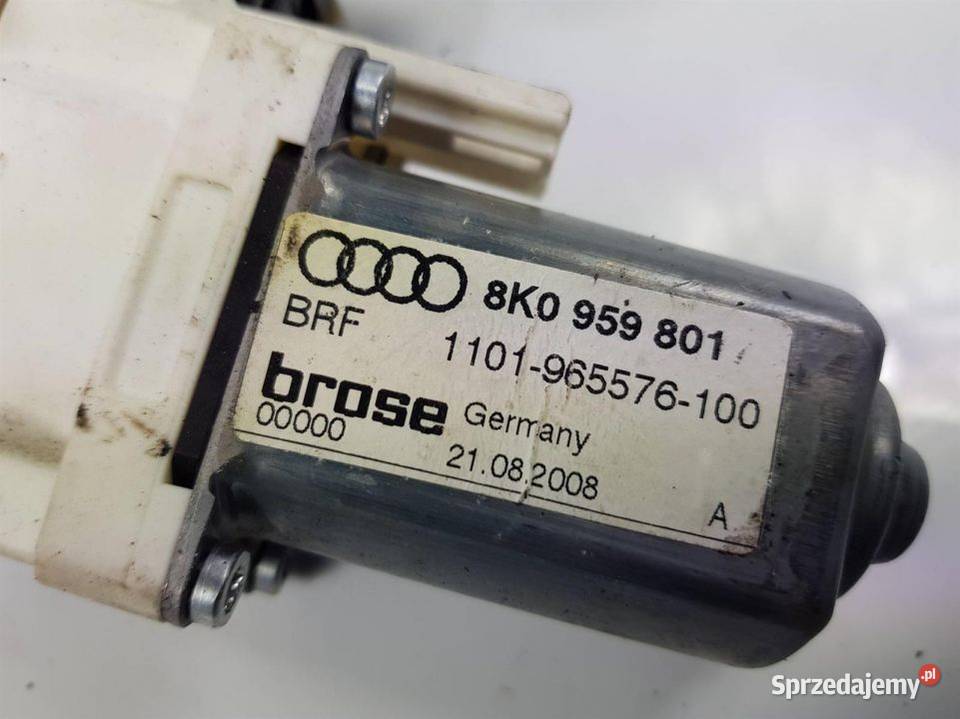 8K0 959 801
BRF
1101-965576-100
brose Germany
00000
21.08.2008
A
Sprzedajemy.pl